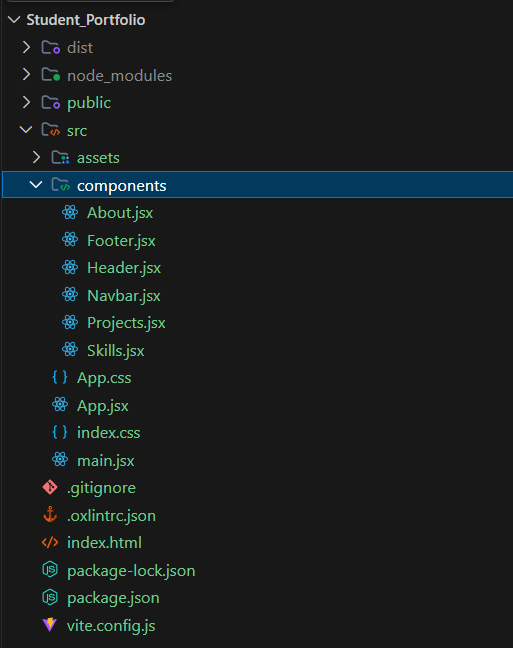 Student_Portfolio
dist
node_modules
public
src
assets
components
About.jsx
Footer.jsx
Header.jsx
Navbar.jsx
Projects.jsx
Skills.jsx
App.css
App.jsx
index.css
main.jsx
.gitignore
.oxlintrc.json
index.html
package-lock.json
package.json
vite.config.js